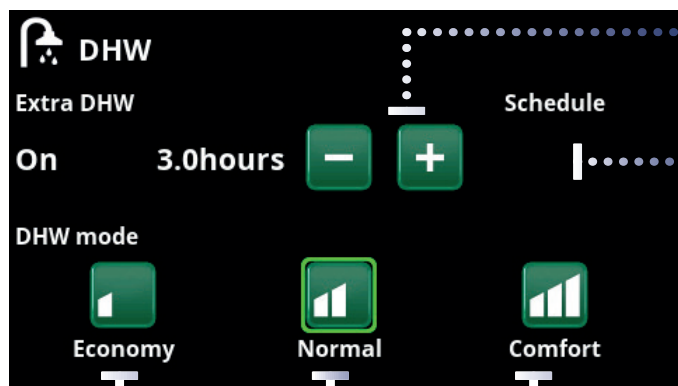 DHW
Extra DHW Schedule
On 3.0hours − +
DHW mode
Economy Normal Comfort